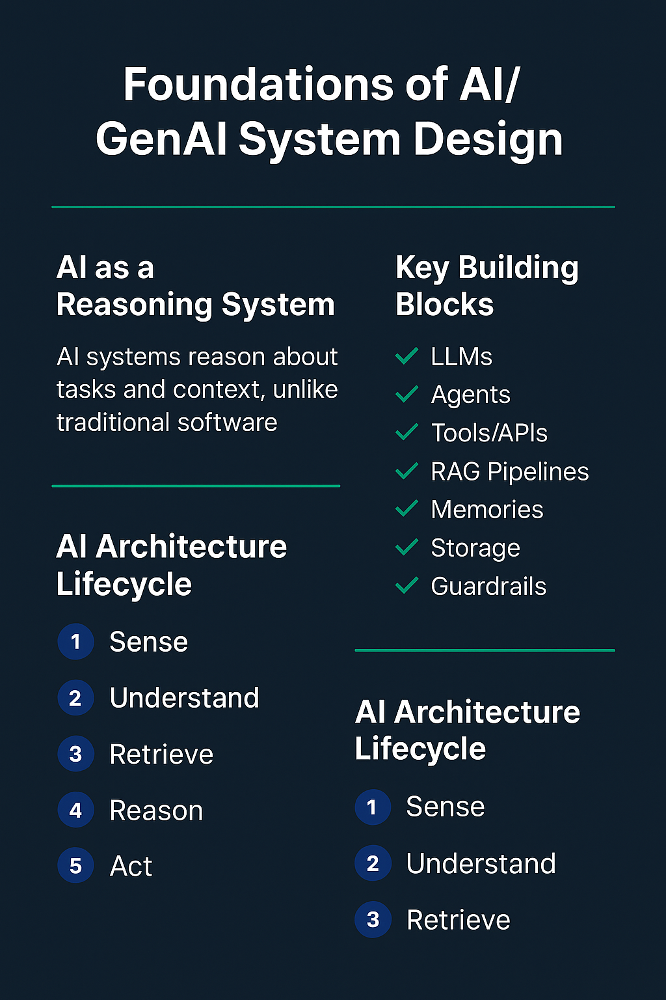 Foundations of AI/
GenAI System Design
AI as a
Reasoning System
AI systems reason about
tasks and context, unlike
traditional software
AI Architecture
Lifecycle
1 Sense
2 Understand
3 Retrieve
4 Reason
5 Act
Key Building
Blocks
LLMs
Agents
Tools/APIs
RAG Pipelines
Memories
Storage
Guardrails
AI Architecture
Lifecycle
1 Sense
2 Understand
3 Retrieve